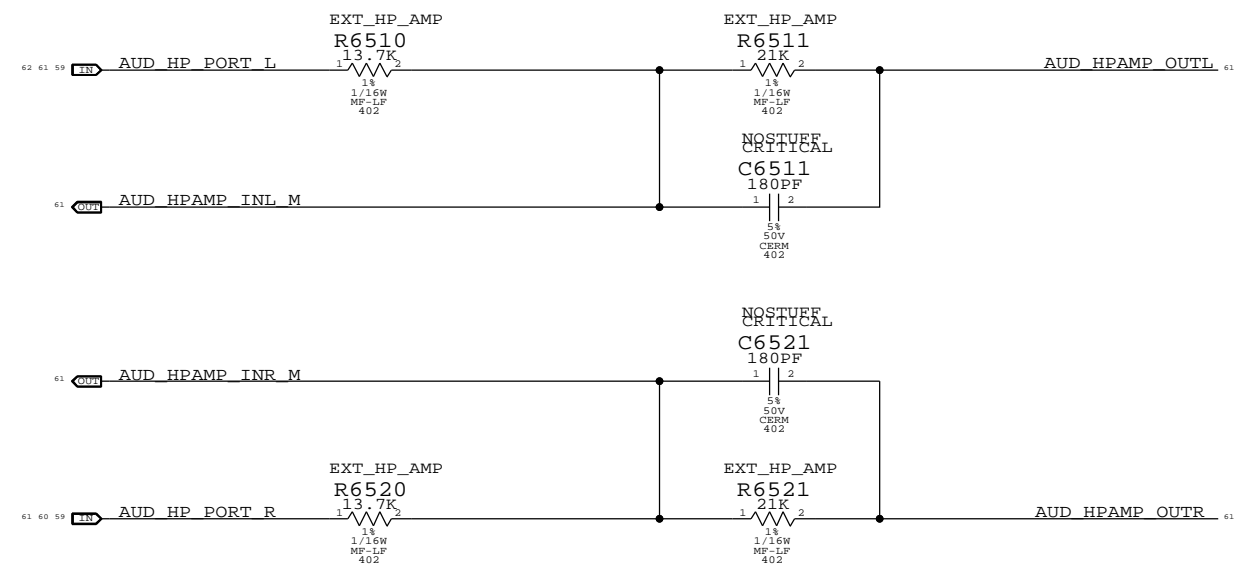 EXT_HP_AMP
R6510
13.7K
1 2
1%
1/16W
MF-LF
402
62 61 59 IN AUD_HP_PORT_L
EXT_HP_AMP
R6511
21K
1 2
1%
1/16W
MF-LF
402
AUD_HPAMP_OUTL 61
NOSTUFF
CRITICAL
C6511
180PF
1 2
5%
50V
CERM
402
61 OUT AUD_HPAMP_INL_M
NOSTUFF
CRITICAL
C6521
180PF
1 2
5%
50V
CERM
402
61 OUT AUD_HPAMP_INR_M
EXT_HP_AMP
R6520
13.7K
1 2
1%
1/16W
MF-LF
402
61 60 59 IN AUD_HP_PORT_R
EXT_HP_AMP
R6521
21K
1 2
1%
1/16W
MF-LF
402
AUD_HPAMP_OUTR 61